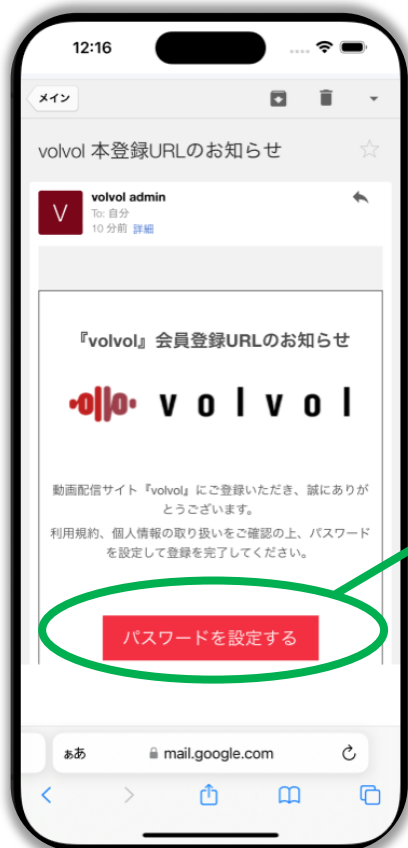 12:16
メイン
volvol 本登録URLのお知らせ
V
volvol admin
To: 自分
10 分前 詳細
『volvol』会員登録URLのお知らせ
volvol
動画配信サイト『volvol』にご登録いただき、誠にありが
とうございます。
利用規約、個人情報の取り扱いをご確認の上、パスワード
を設定して登録を完了してください。
パスワードを設定する
ぁあ
mail.google.com